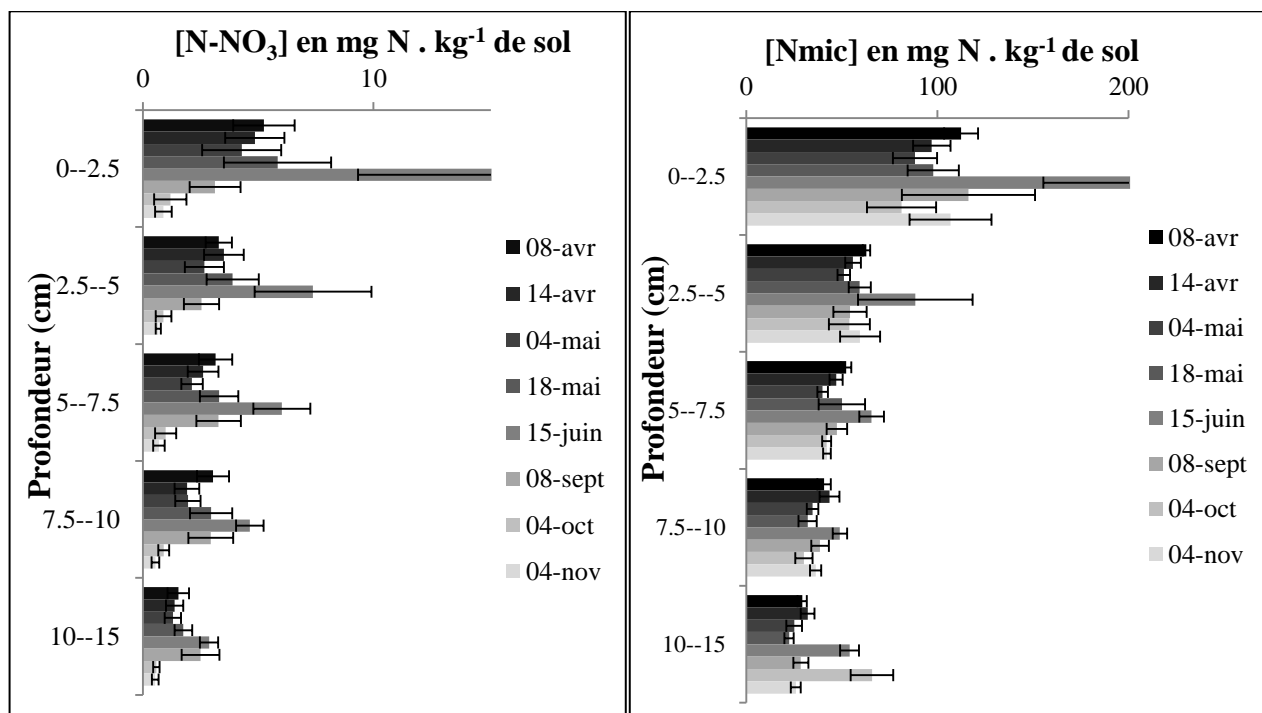 [N-NO3] en mg N . kg-1 de sol
0 10
Profondeur (cm)
0--2.5
2.5--5
5--7.5
7.5--10
10--15
08-avr
14-avr
04-mai
18-mai
15-juin
08-sept
04-oct
04-nov
[Nmic] en mg N . kg-1 de sol
0 100 200
Profondeur (cm)
0--2.5
2.5--5
5--7.5
7.5--10
10--15
08-avr
14-avr
04-mai
18-mai
15-juin
08-sept
04-oct
04-nov